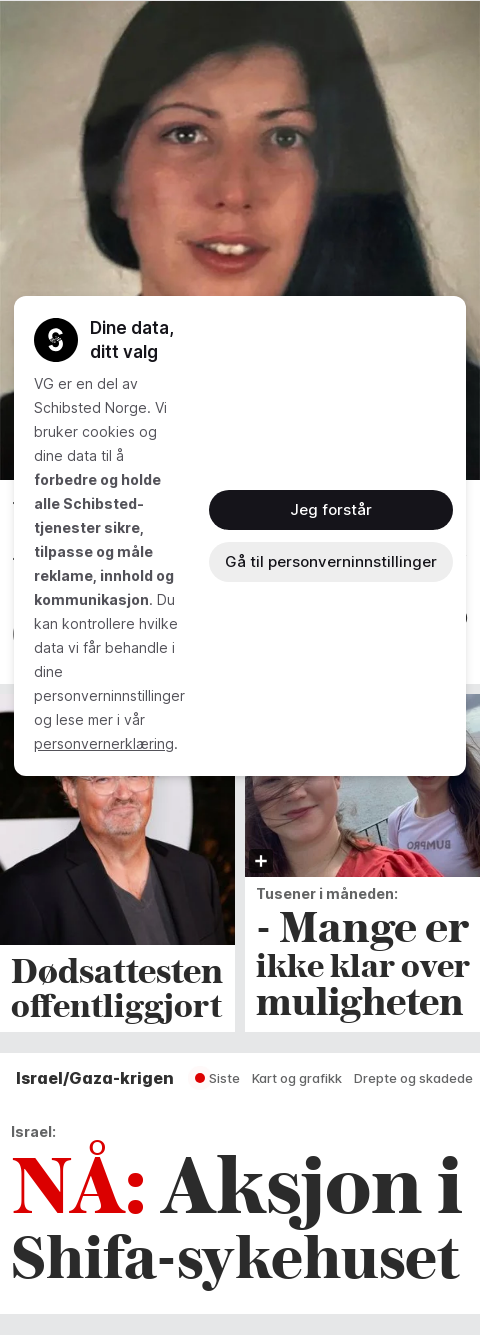 Dine data,
ditt valg
VG er en del av
Schibsted Norge. Vi
bruker cookies og
dine data til å
forbedre og holde
alle Schibsted-
tjenester sikre,
tilpasse og måle
reklame, innhold og
kommunikasjon. Du
kan kontrollere hvilke
data vi får behandle i
dine
personverninnstillinger
og lese mer i vår
personvernerklæring.
Jeg forstår
Gå til personverninnstillinger
BUMPRO
Dødsattesten
offentliggjort
Tusener i måneden:
- Mange er
ikke klar over
muligheten
Israel/Gaza-krigen
Siste Kart og grafikk Drepte og skadede
Israel:
NÅ: Aksjon i
Shifa-sykehuset